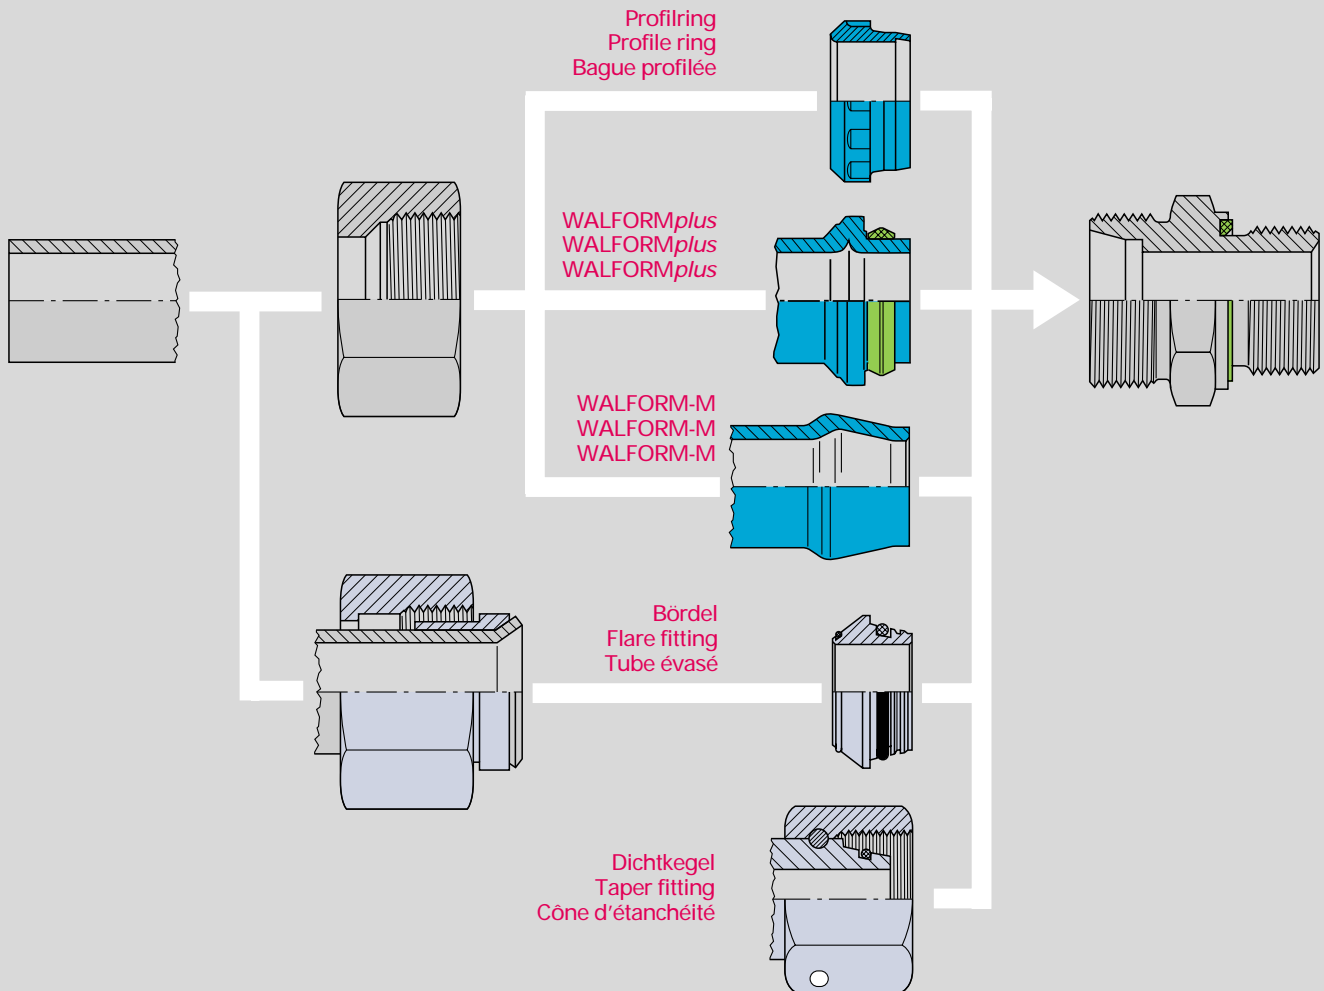 Profilring
Profile ring
Bague profilée
WALFORMplus
WALFORMplus
WALFORMplus
WALFORM-M
WALFORM-M
WALFORM-M
Bördel
Flare fitting
Tube évasé
Dichtkegel
Taper fitting
Cône d'étanchéité